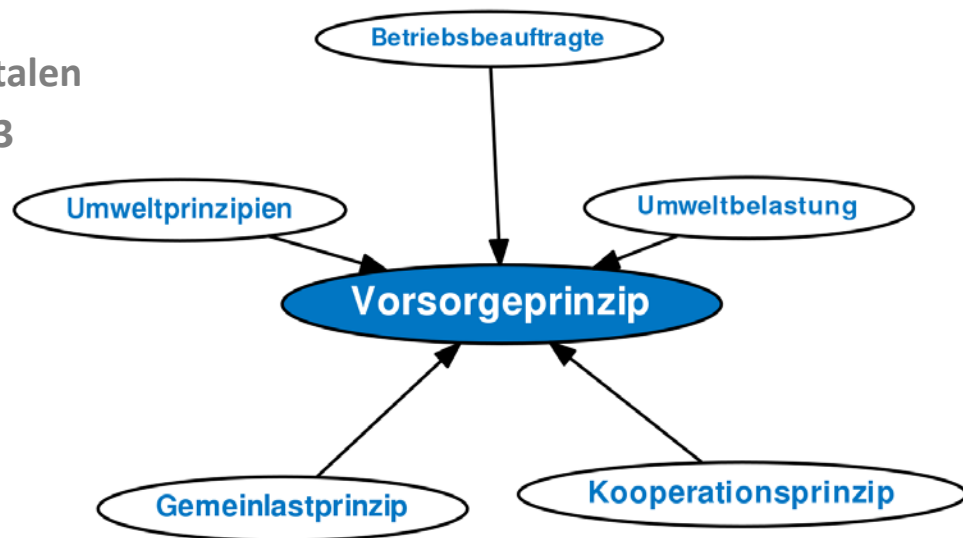 Betriebsbeauftragte
talen
3
Umweltprinzipien
Umweltbelastung
Vorsorgeprinzip
Gemeinlastprinzip
Kooperationsprinzip